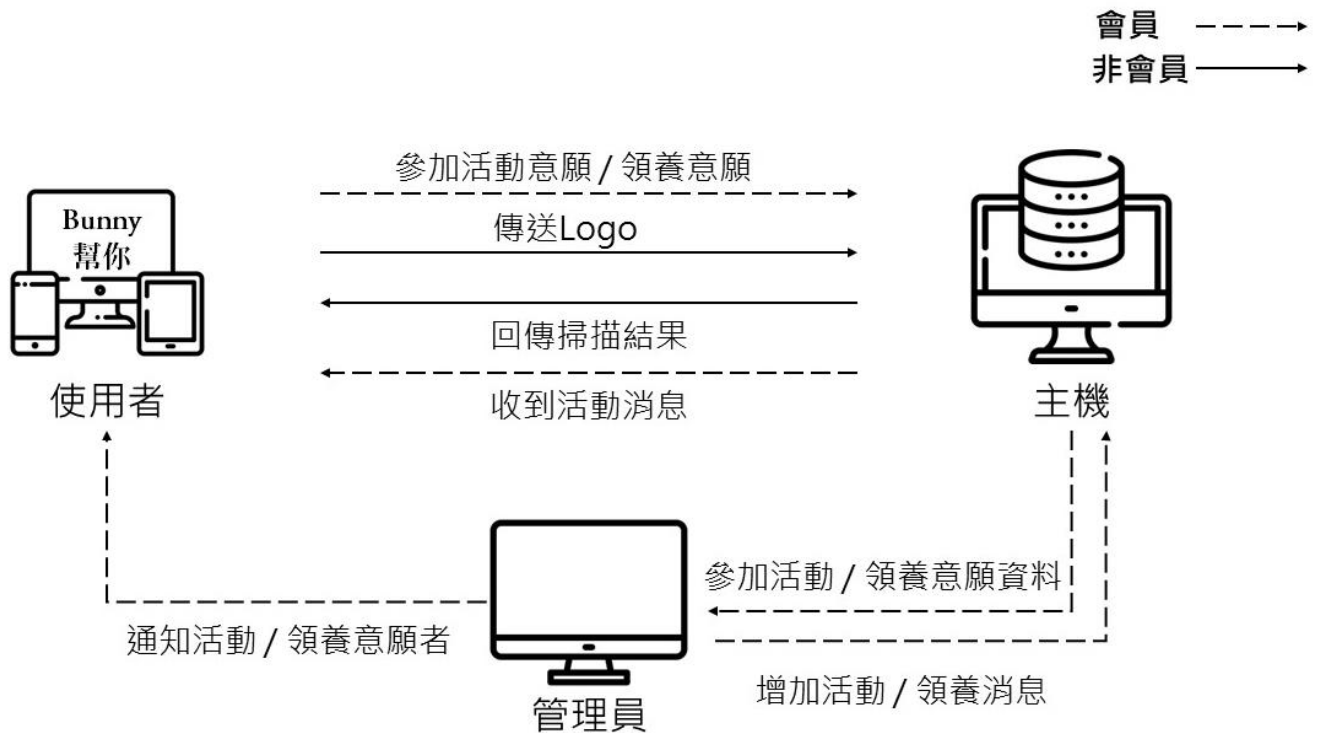 會員
非會員
參加活動意願 / 領養意願
傳送Logo
Bunny
幫你
回傳掃描結果
收到活動消息
使用者
主機
參加活動 / 領養意願資料
通知活動 / 領養意願者
增加活動 / 領養消息
管理員